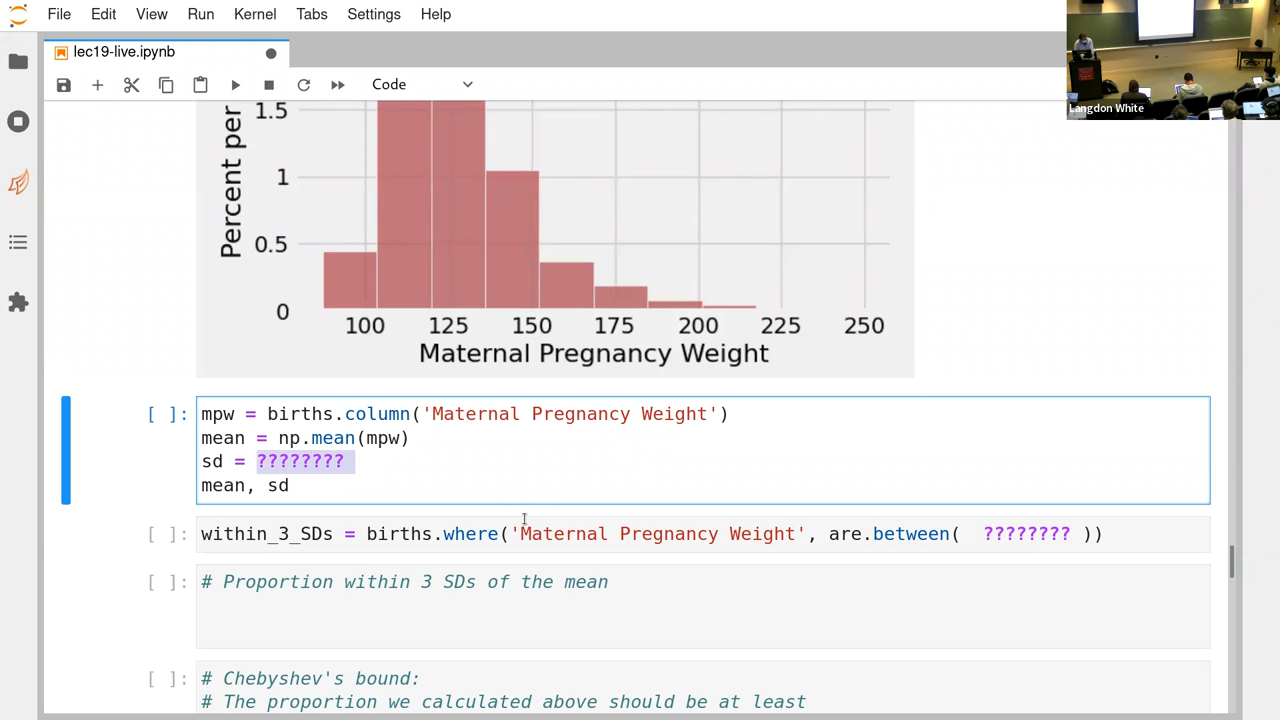 File Edit View Run Kernel Tabs Settings Help
lec19-live.ipynb
Code
Langdon White
1.5
1
0.5
0
Percent per
100 125 150 175 200 225 250
Maternal Pregnancy Weight
[ ]: mpw = births.column('Maternal Pregnancy Weight')
mean = np.mean(mpw)
sd = ????????
mean, sd
[ ]: within_3_SDs = births.where('Maternal Pregnancy Weight', are.between(  ???????? ))
[ ]: # Proportion within 3 SDs of the mean
[ ]: # Chebyshev's bound:
# The proportion we calculated above should be at least